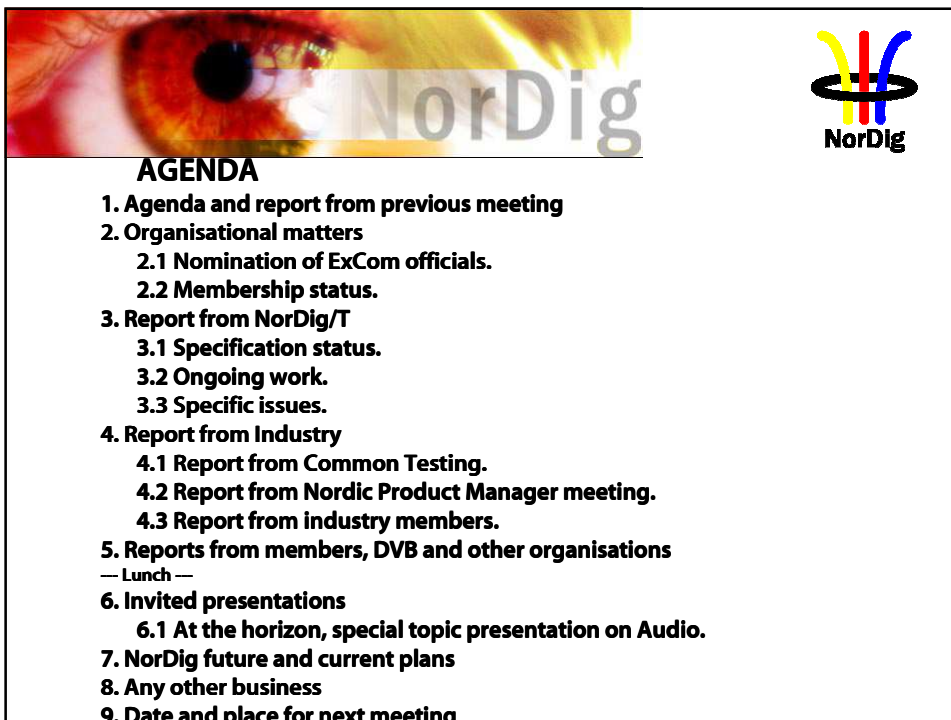 NorDig
NorDig
AGENDA
1. Agenda and report from previous meeting
2. Organisational matters
2.1 Nomination of ExCom officials.
2.2 Membership status.
3. Report from NorDig/T
3.1 Specification status.
3.2 Ongoing work.
3.3 Specific issues.
4. Report from Industry
4.1 Report from Common Testing.
4.2 Report from Nordic Product Manager meeting.
4.3 Report from industry members.
5. Reports from members, DVB and other organisations
--- Lunch ---
6. Invited presentations
6.1 At the horizon, special topic presentation on Audio.
7. NorDig future and current plans
8. Any other business
9. Date and place for next meeting